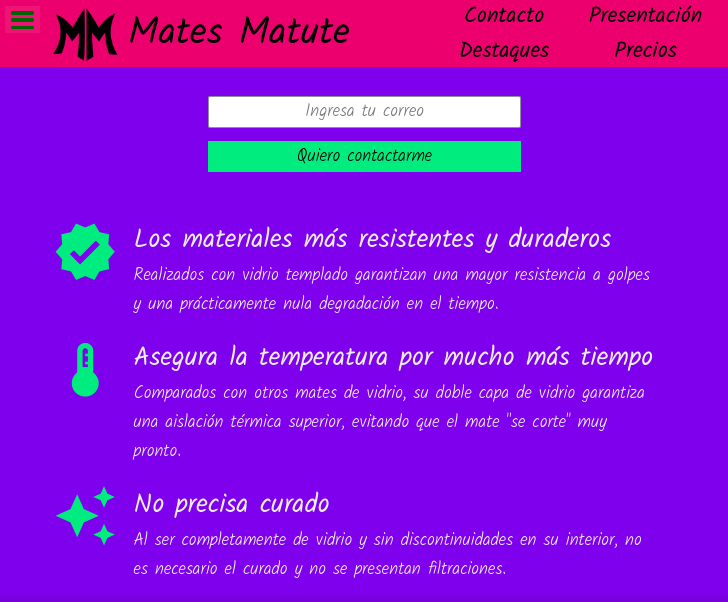 Mates Matute
Contacto
Presentación
Destaques
Precios
Ingresa tu correo
Quiero contactarme
Los materiales más resistentes y duraderos
Realizados con vidrio templado garantizan una mayor resistencia a golpes
y una prácticamente nula degradación en el tiempo.
Asegura la temperatura por mucho más tiempo
Comparados con otros mates de vidrio, su doble capa de vidrio garantiza
una aislación térmica superior, evitando que el mate "se corte" muy
pronto.
No precisa curado
Al ser completamente de vidrio y sin discontinuidades en su interior, no
es necesario el curado y no se presentan filtraciones.